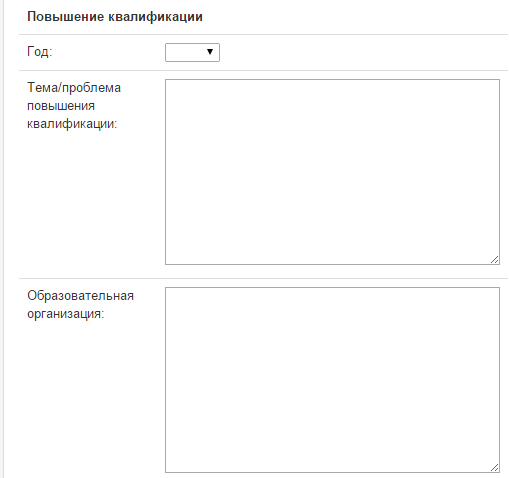 Повышение квалификации
Год:
Тема/проблема
повышения
квалификации:
Образовательная
организация: